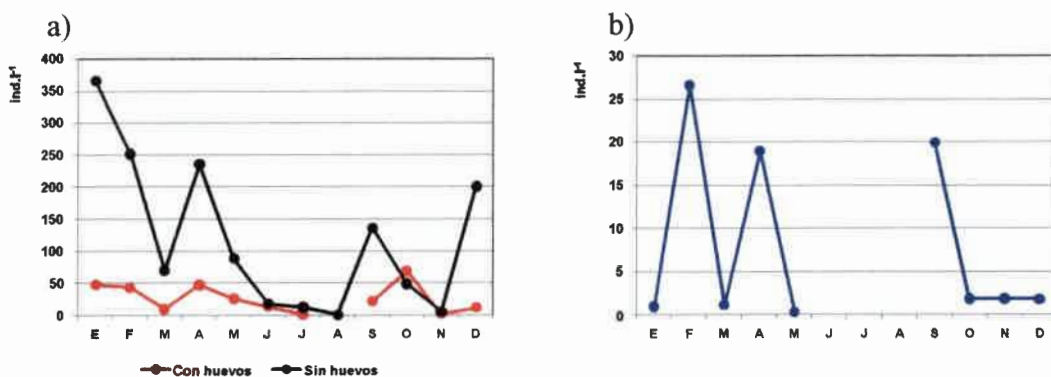 a)
ind.l-1
400
350
300
250
200
150
100
50
0
E F M A M J J A S O N D
Con huevos Sin huevos
b)
ind.l-1
30
25
20
15
10
5
0
E F M A M J J A S O N D